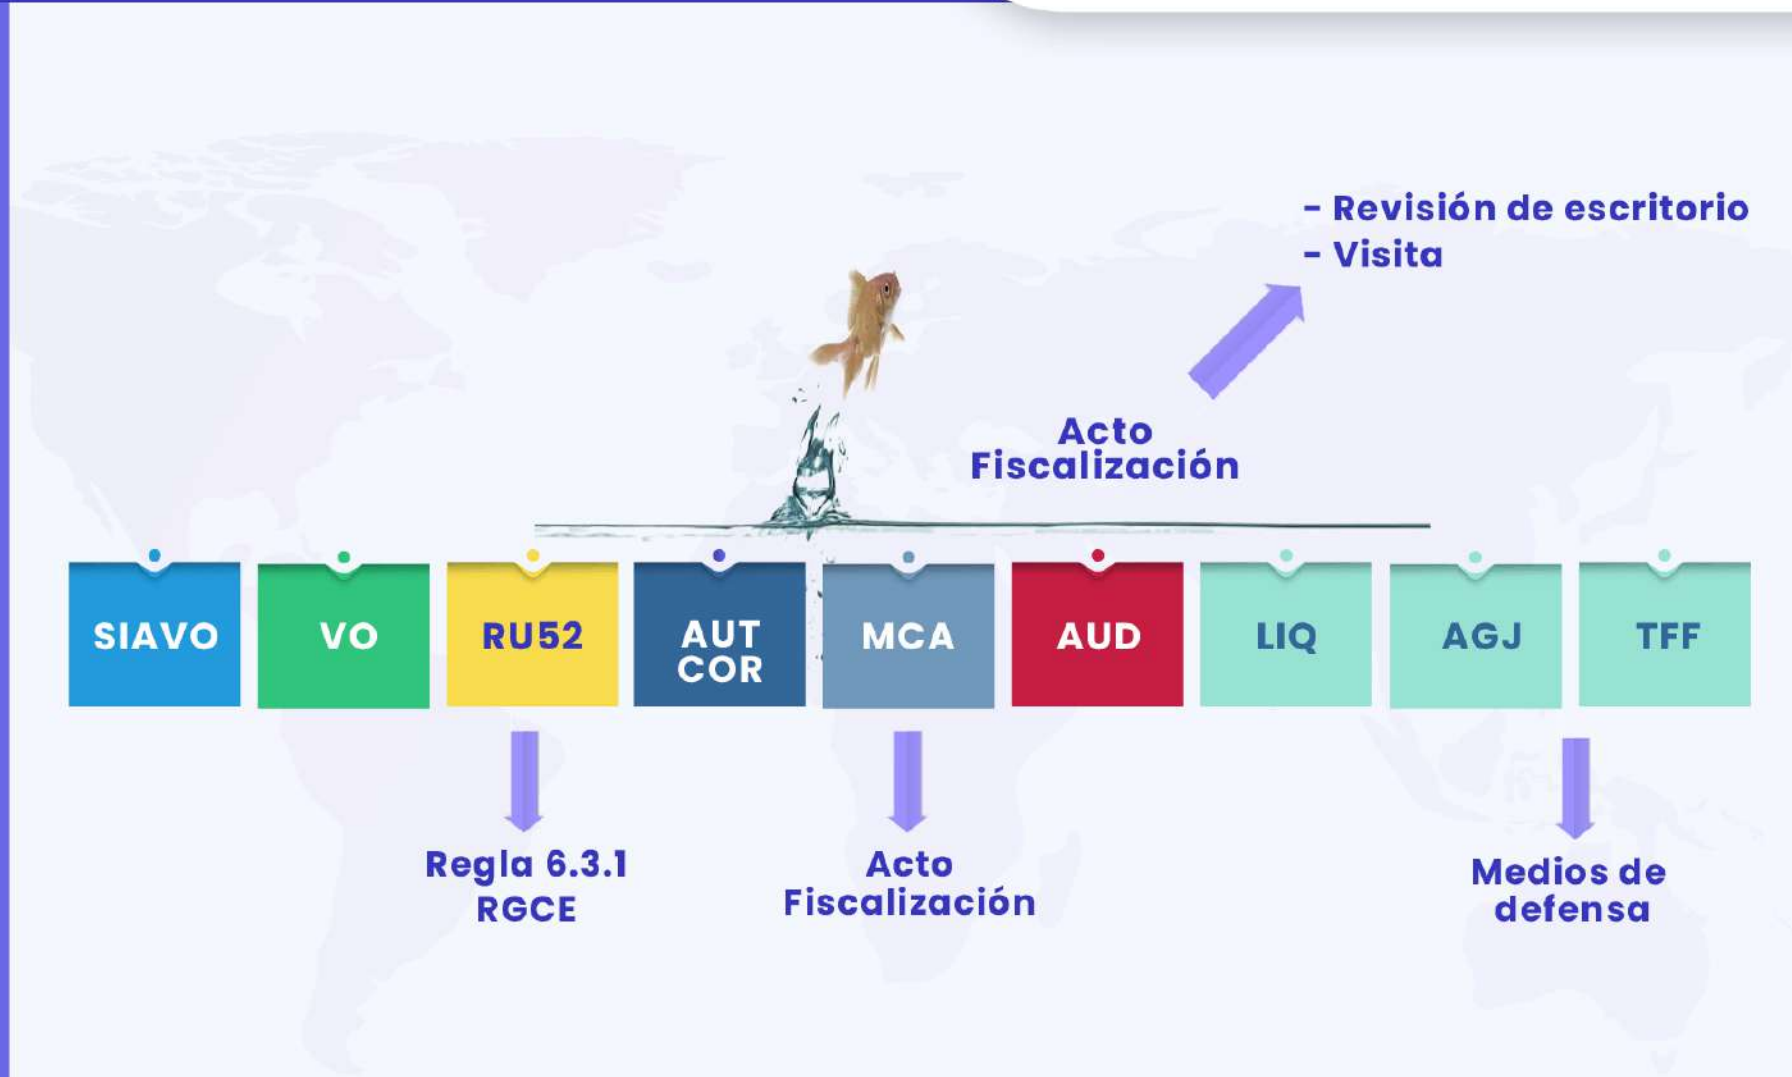 - Revisión de escritorio
- Visita
Acto
Fiscalización
SIAVO
VO
RU52
AUT
COR
MCA
AUD
LIQ
AGJ
TFF
Regla 6.3.1
RGCE
Acto
Fiscalización
Medios de
defensa